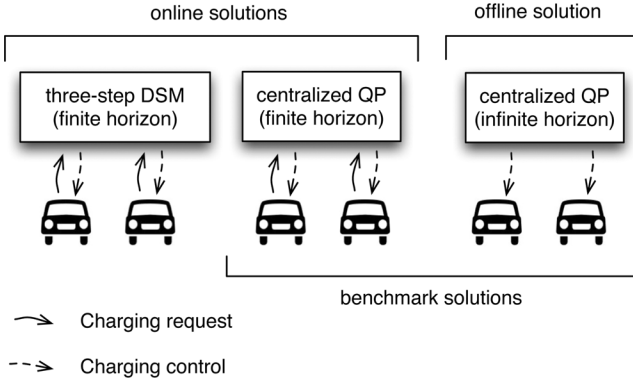 online solutions
offline solution
three-step DSM
(finite horizon)
centralized QP
(finite horizon)
centralized QP
(infinite horizon)
benchmark solutions
Charging request
Charging control